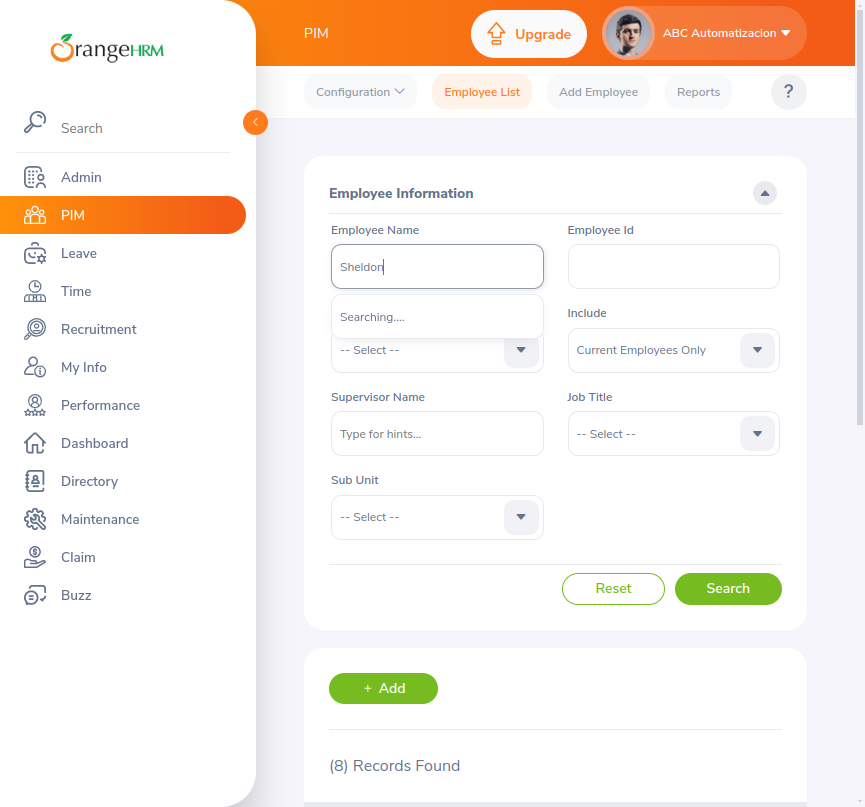 OrangeHRM
PIM
Upgrade
ABC Automatizacion
Configuration
Employee List
Add Employee
Reports
?
Search
Admin
PIM
Leave
Time
Recruitment
My Info
Performance
Dashboard
Directory
Maintenance
Claim
Buzz
Employee Information
Employee Name
Employee Id
Sheldon
Searching....
Include
-- Select --
Current Employees Only
Supervisor Name
Job Title
Type for hints...
-- Select --
Sub Unit
-- Select --
Reset
Search
+ Add
(8) Records Found